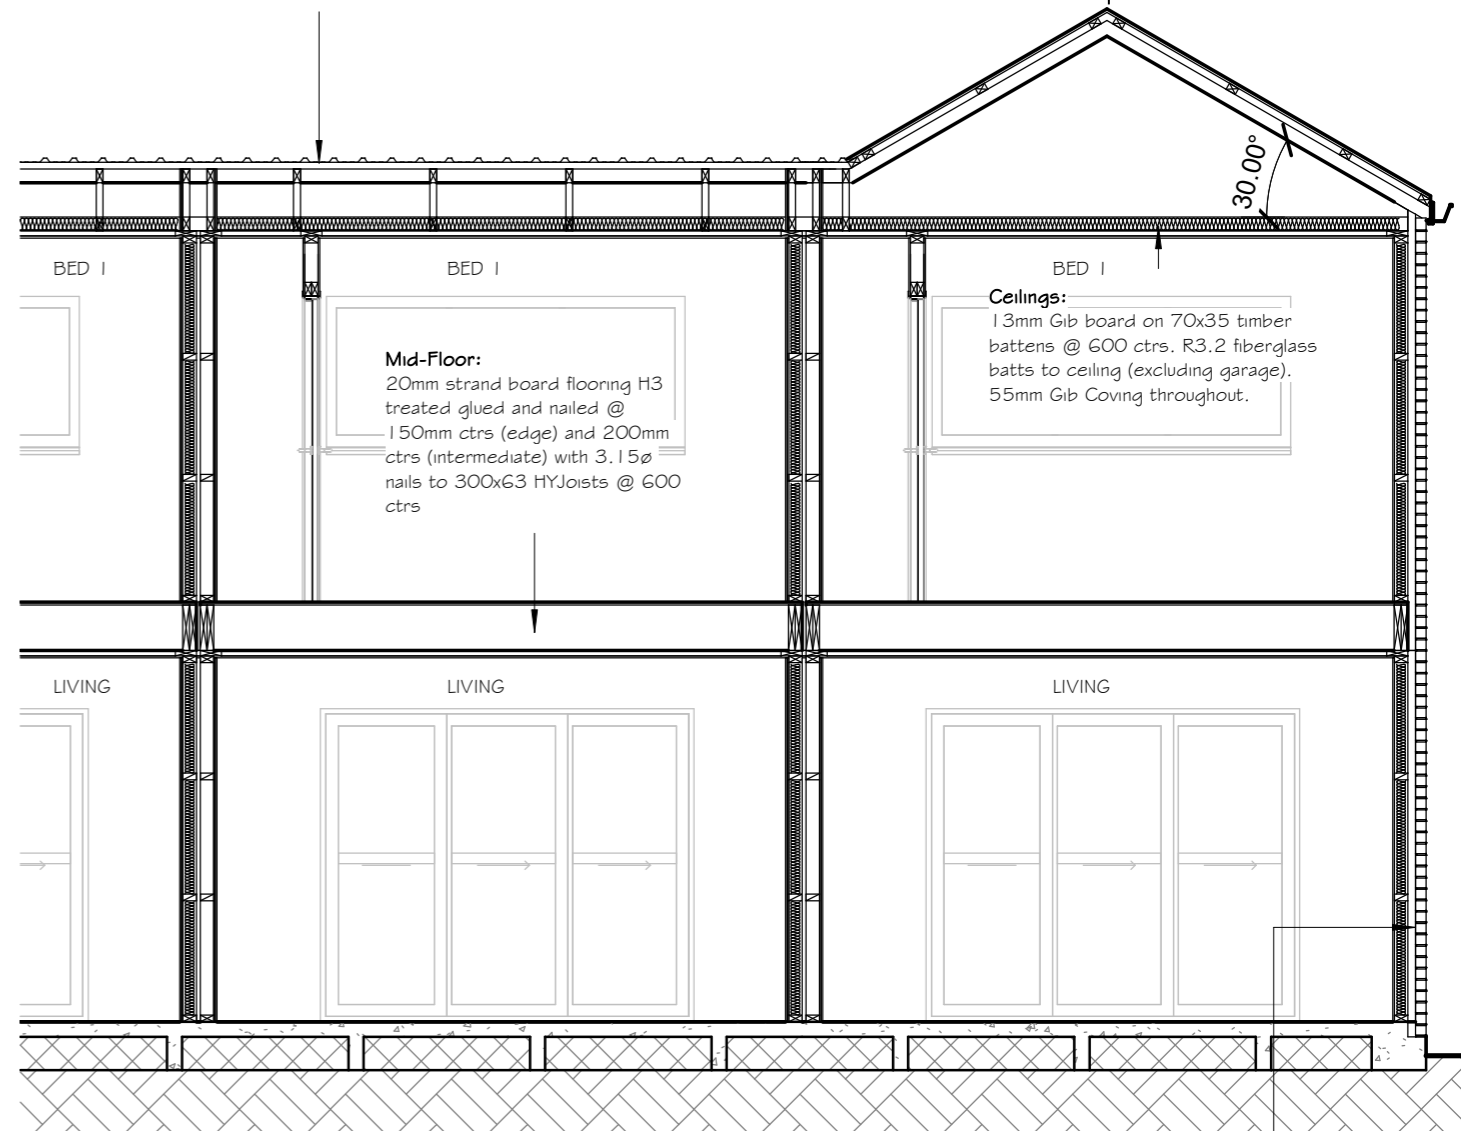 30.00°
BED 1
BED 1
BED 1
Ceilings:
13mm Gib board on 70x35 timber
battens @ 600 ctrs. R3.2 fiberglass
batts to ceiling (excluding garage).
55mm Gib Coving throughout.
Mid-Floor:
20mm strand board flooring H3
treated glued and nailed @
150mm ctrs (edge) and 200mm
ctrs (intermediate) with 3.15ø
nails to 300x63 HYJoists @ 600
ctrs
LIVING
LIVING
LIVING